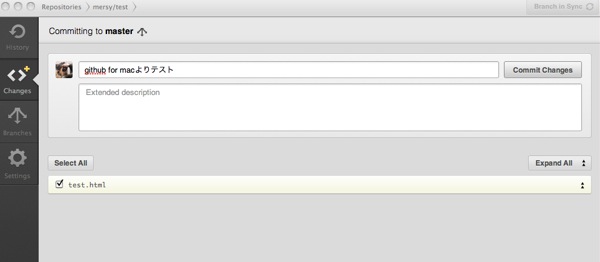 Repositories mersy/test Branch in Sync
History
Changes
Branches
Settings
Committing to master
github for macよりテスト
Commit Changes
Extended description
Select All Expand All
test.html